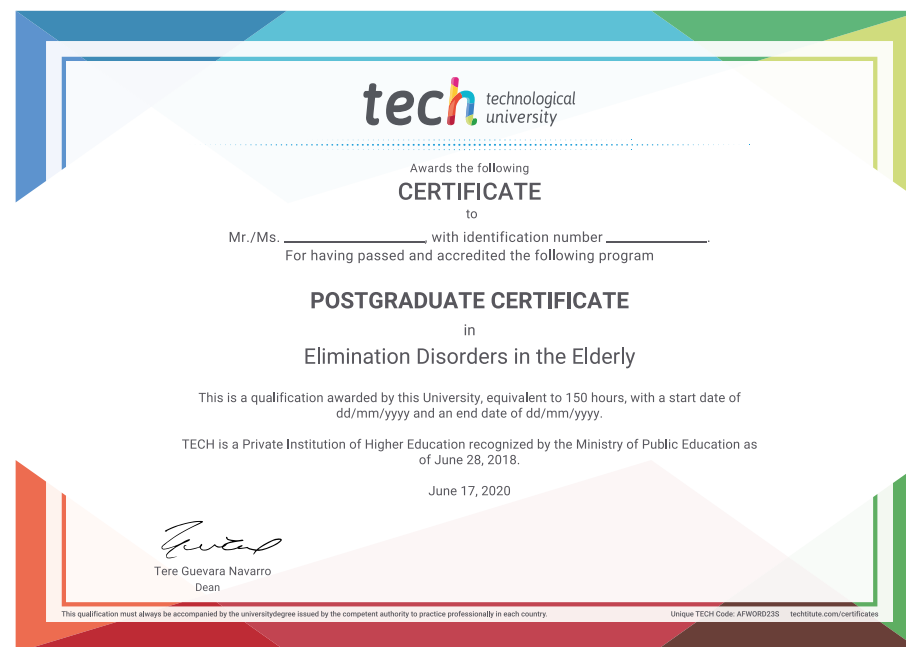 tech technological
university
Awards the following
CERTIFICATE
to
Mr./Ms. ____________, with identification number ____________.
For having passed and accredited the following program
POSTGRADUATE CERTIFICATE
in
Elimination Disorders in the Elderly
This is a qualification awarded by this University, equivalent to 150 hours, with a start date of
dd/mm/yyyy and an end date of dd/mm/yyyy.
TECH is a Private Institution of Higher Education recognized by the Ministry of Public Education as
of June 28, 2018.
June 17, 2020
Tere Guevara Navarro
Dean
This qualification must always be accompanied by the universitydegree issued by the competent authority to practice professionally in each country.
Unique TECH Code: AFWORD23S techtitute.com/certificates